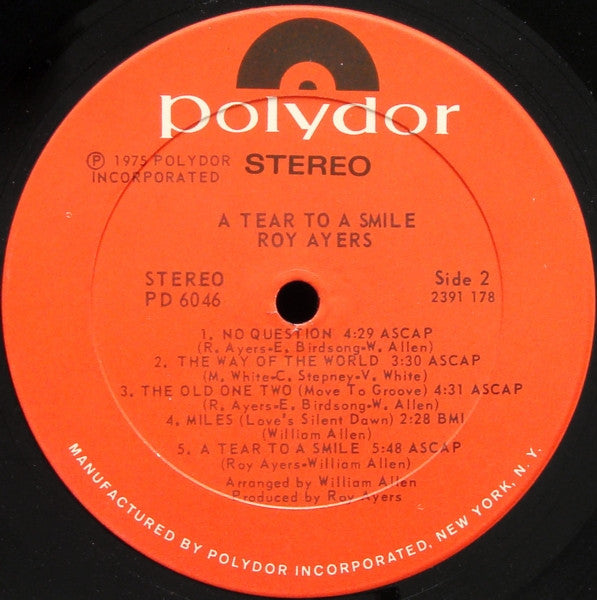 polydor
℗ 1975 POLYDOR
INCORPORATED
STEREO
A TEAR TO A SMILE
ROY AYERS
STEREO
PD 6046
Side 2
2391 178
1. NO QUESTION 4:29 ASCAP
(R. Ayers-E. Birdsong-W. Allen)
2. THE WAY OF THE WORLD 3:30 ASCAP
(M. White-C. Stepney-V. White)
3. THE OLD ONE TWO (Move To Groove) 4:31 ASCAP
(R. Ayers-E. Birdsong-W. Allen)
4. MILES (Love's Silent Dawn) 2:28 BMI
(William Allen)
5. A TEAR TO A SMILE 5:48 ASCAP
(Roy Ayers-William Allen)
Arranged by William Allen
Produced by Roy Ayers
MANUFACTURED BY POLYDOR INCORPORATED, NEW YORK, N.Y.